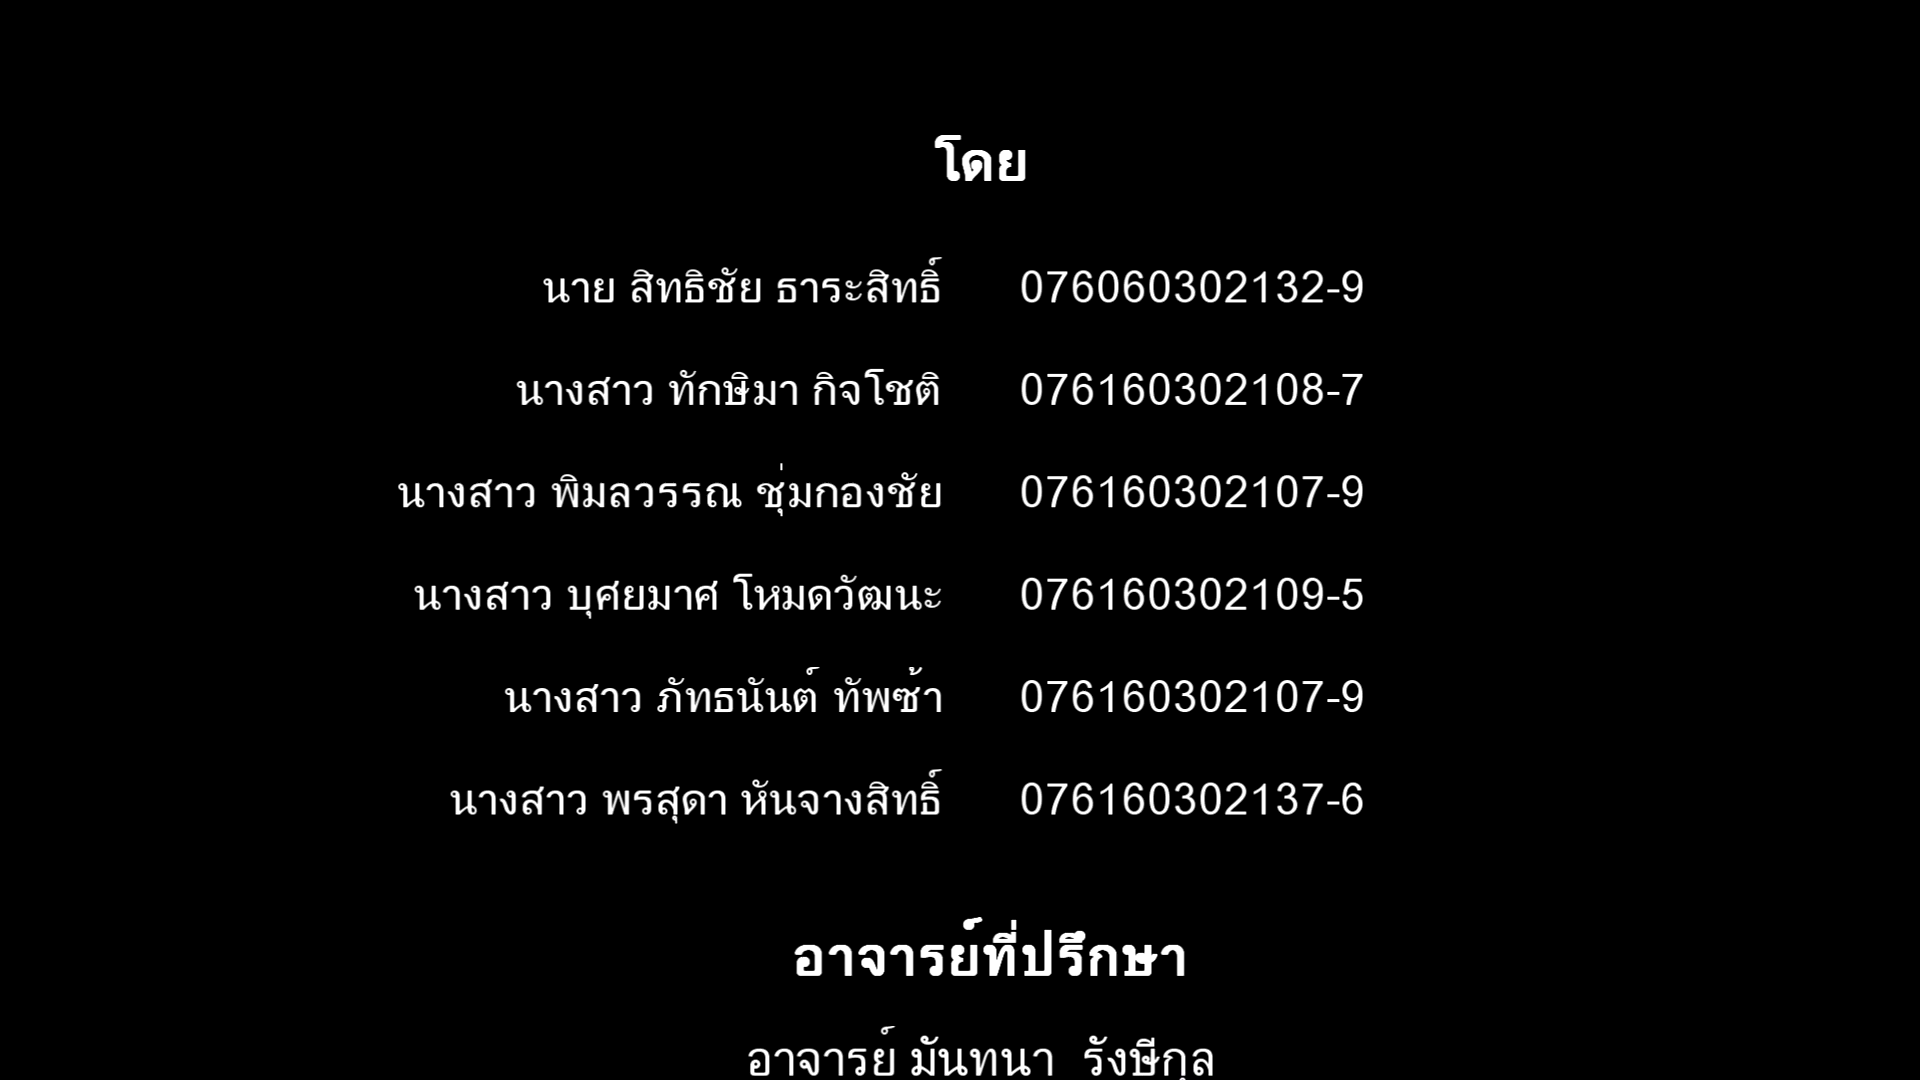 โดย
นาย สิทธิชัย ธาระสิทธิ์ 076060302132-9
นางสาว ทักษิมา กิจโชติ 076160302108-7
นางสาว พิมลวรรณ ชุ่มกองชัย 076160302107-9
นางสาว บุศยมาศ โหมดวัฒนะ 076160302109-5
นางสาว ภัทธนันต์ ทัพซ้า 076160302107-9
นางสาว พรสุดา หันจางสิทธิ์ 076160302137-6
อาจารย์ที่ปรึกษา
อาจารย์ มันทนา รังษีกุล